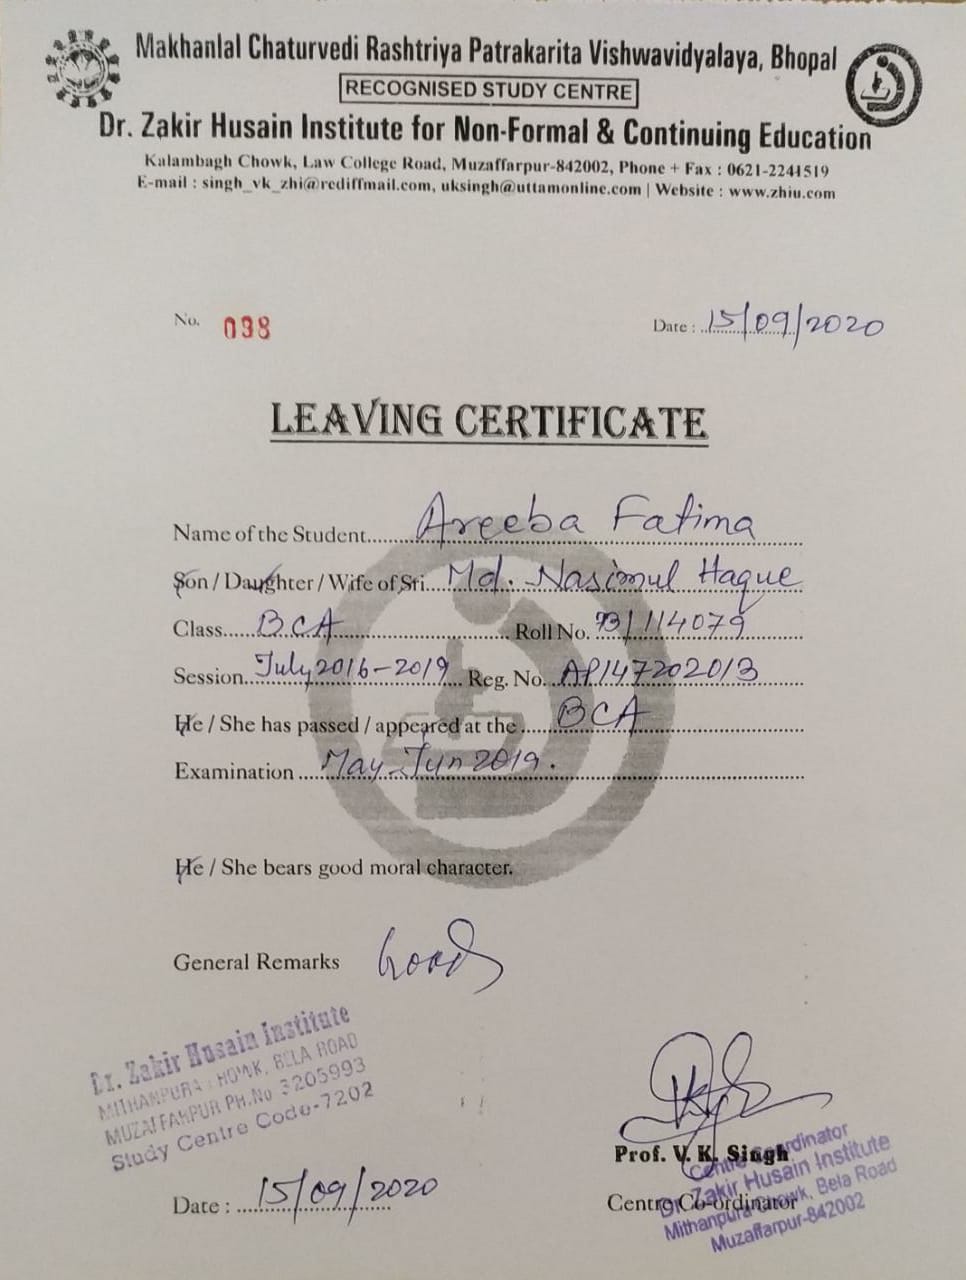 Makhanlal Chaturvedi Rashtriya Patrakarita Vishwavidyalaya, Bhopal
RECOGNISED STUDY CENTRE
Dr. Zakir Husain Institute for Non-Formal & Continuing Education
Kalambagh Chowk, Law College Road, Muzaffarpur-842002, Phone + Fax : 0621-2241519
E-mail : singh_vk_zhi@rediffmail.com, uksingh@uttamonline.com | Website : www.zhiu.com
No. 038 Date : 15/09/2020
LEAVING CERTIFICATE
Name of the Student Areeba Fatima
Son / Daughter / Wife of Sri. Md. Nasimul Haque
Class BCA Roll No. 73/114079
Session July 2016-2019 Reg. No. AP147202013
He / She has passed / appeared at the BCA
Examination May-Jun 2019.
He / She bears good moral character.
General Remarks Good
Dr. Zakir Husain Institute
MITHANPURA CHOWK, BELA ROAD
MUZAFFARPUR PH.No 3205993
Study Centre Code-7202
Date : 15/09/2020
Prof. V. K. Singh
Centre Co-ordinator
Centre Coordinator
Dr. Zakir Husain Institute
Mithanpura Chowk, Bela Road
Muzaffarpur-842002